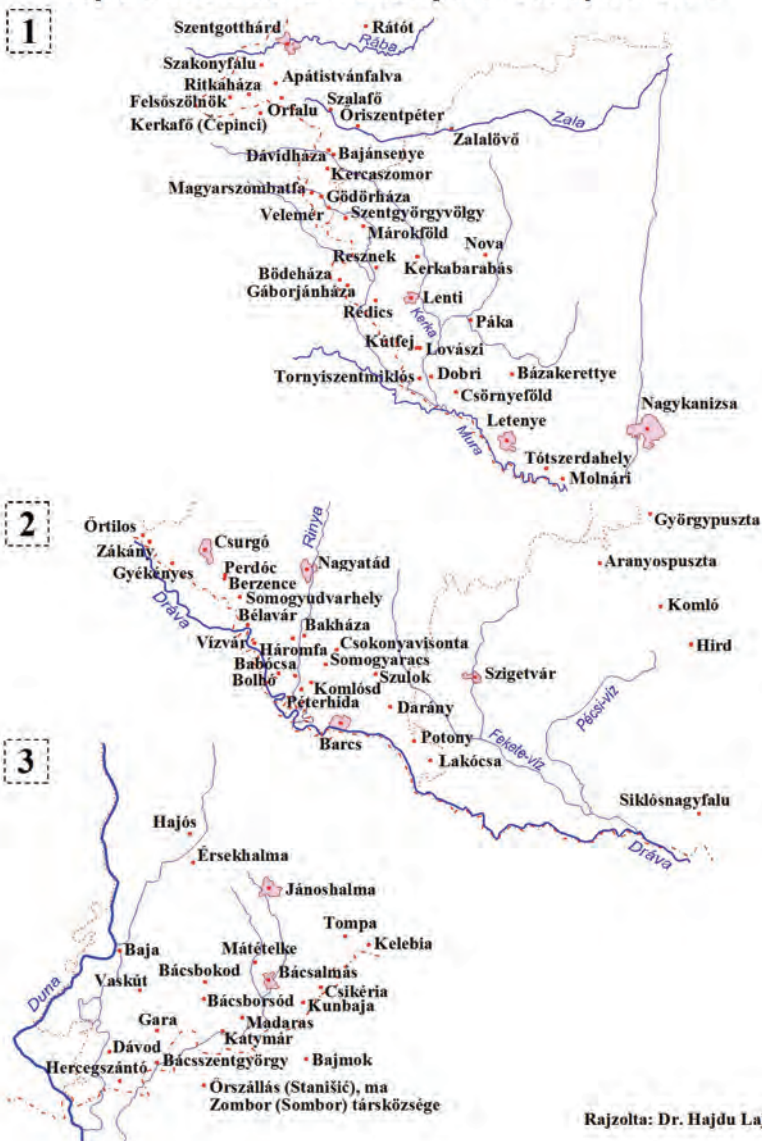 1
Szentgotthárd
Rátót
Rába
Szakonyfalu
Apátistvánfalva
Ritkaháza
Felsőszölnök
Orfalu
Szalafő
Őriszentpéter
Kerkafő (Čepinci)
Zala
Zalalövő
Dávidháza
Bajánsenye
Kercaszomor
Magyarszombatfa
Gödörháza
Velemér
Szentgyörgyvölgy
Márokföld
Nova
Resznek
Kerkabarabás
Bödeháza
Gáborjánháza
Lenti
Rédics
Kerka
Páka
Kútfej
Lovászi
Tornyiszentmiklós
Dobri
Bázakerettye
Csörnyeföld
Nagykanizsa
Letenye
Mura
Tótszerdahely
Molnári
2
Őrtilos
Csurgó
Rinya
Györgypuszta
Zákány
Nagyatád
Aranyospuszta
Gyékényes
Perdóc
Berzence
Somogyudvarhely
Komló
Dráva
Bélavár
Bakháza
Vízvár
Háromfa
Csokonyavisonta
Hird
Babócsa
Somogyaracs
Bolhó
Szulok
Szigetvár
Komlósd
Péterhida
Darány
Pécsi-víz
Barcs
Potony
Fekete-víz
Lakócsa
Siklósnagyfalu
Dráva
3
Hajós
Érsekhalma
Jánoshalma
Tompa
Kelebia
Baja
Mátételke
Bácsbokod
Bácsalmás
Vaskút
Csikéria
Duna
Bácsborsód
Kunbaja
Gara
Madaras
Katymár
Dávod
Bácsszentgyörgy
Bajmok
Hercegszántó
Őrszállás (Stanišić), ma
Zombor (Sombor) társközsége
Rajzolta: Dr. Hajdu Laj